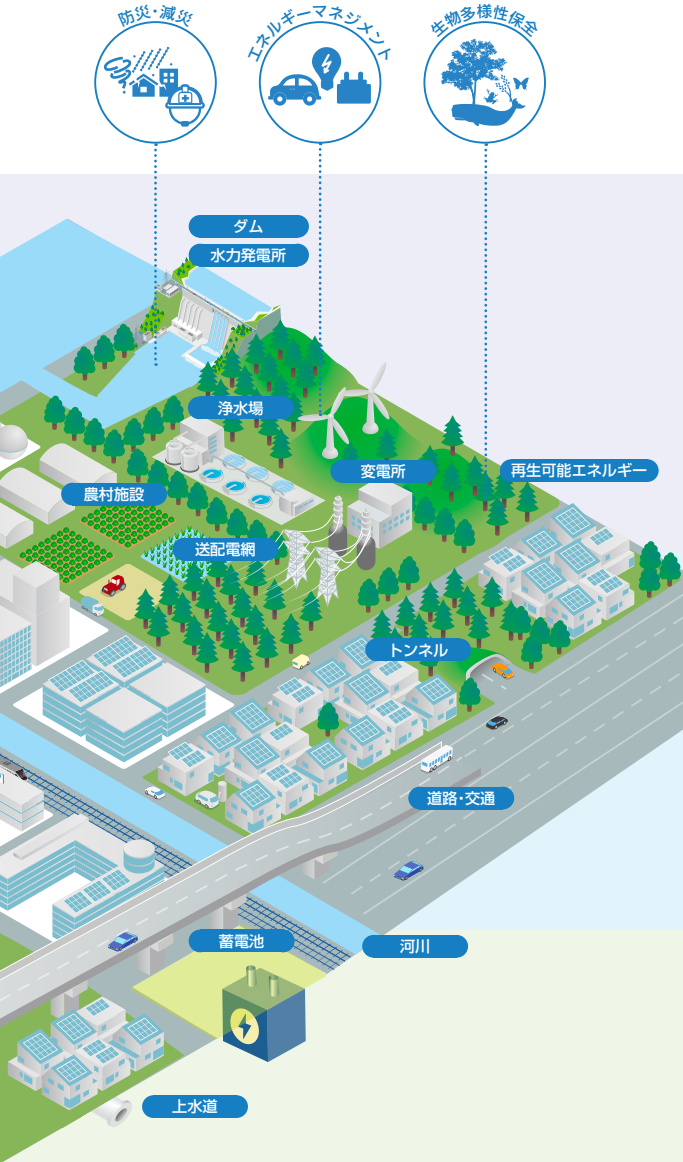 防災・減災
エネルギーマネジメント
生物多様性保全
ダム
水力発電所
浄水場
変電所
再生可能エネルギー
農村施設
送配電網
トンネル
道路・交通
蓄電池
河川
上水道